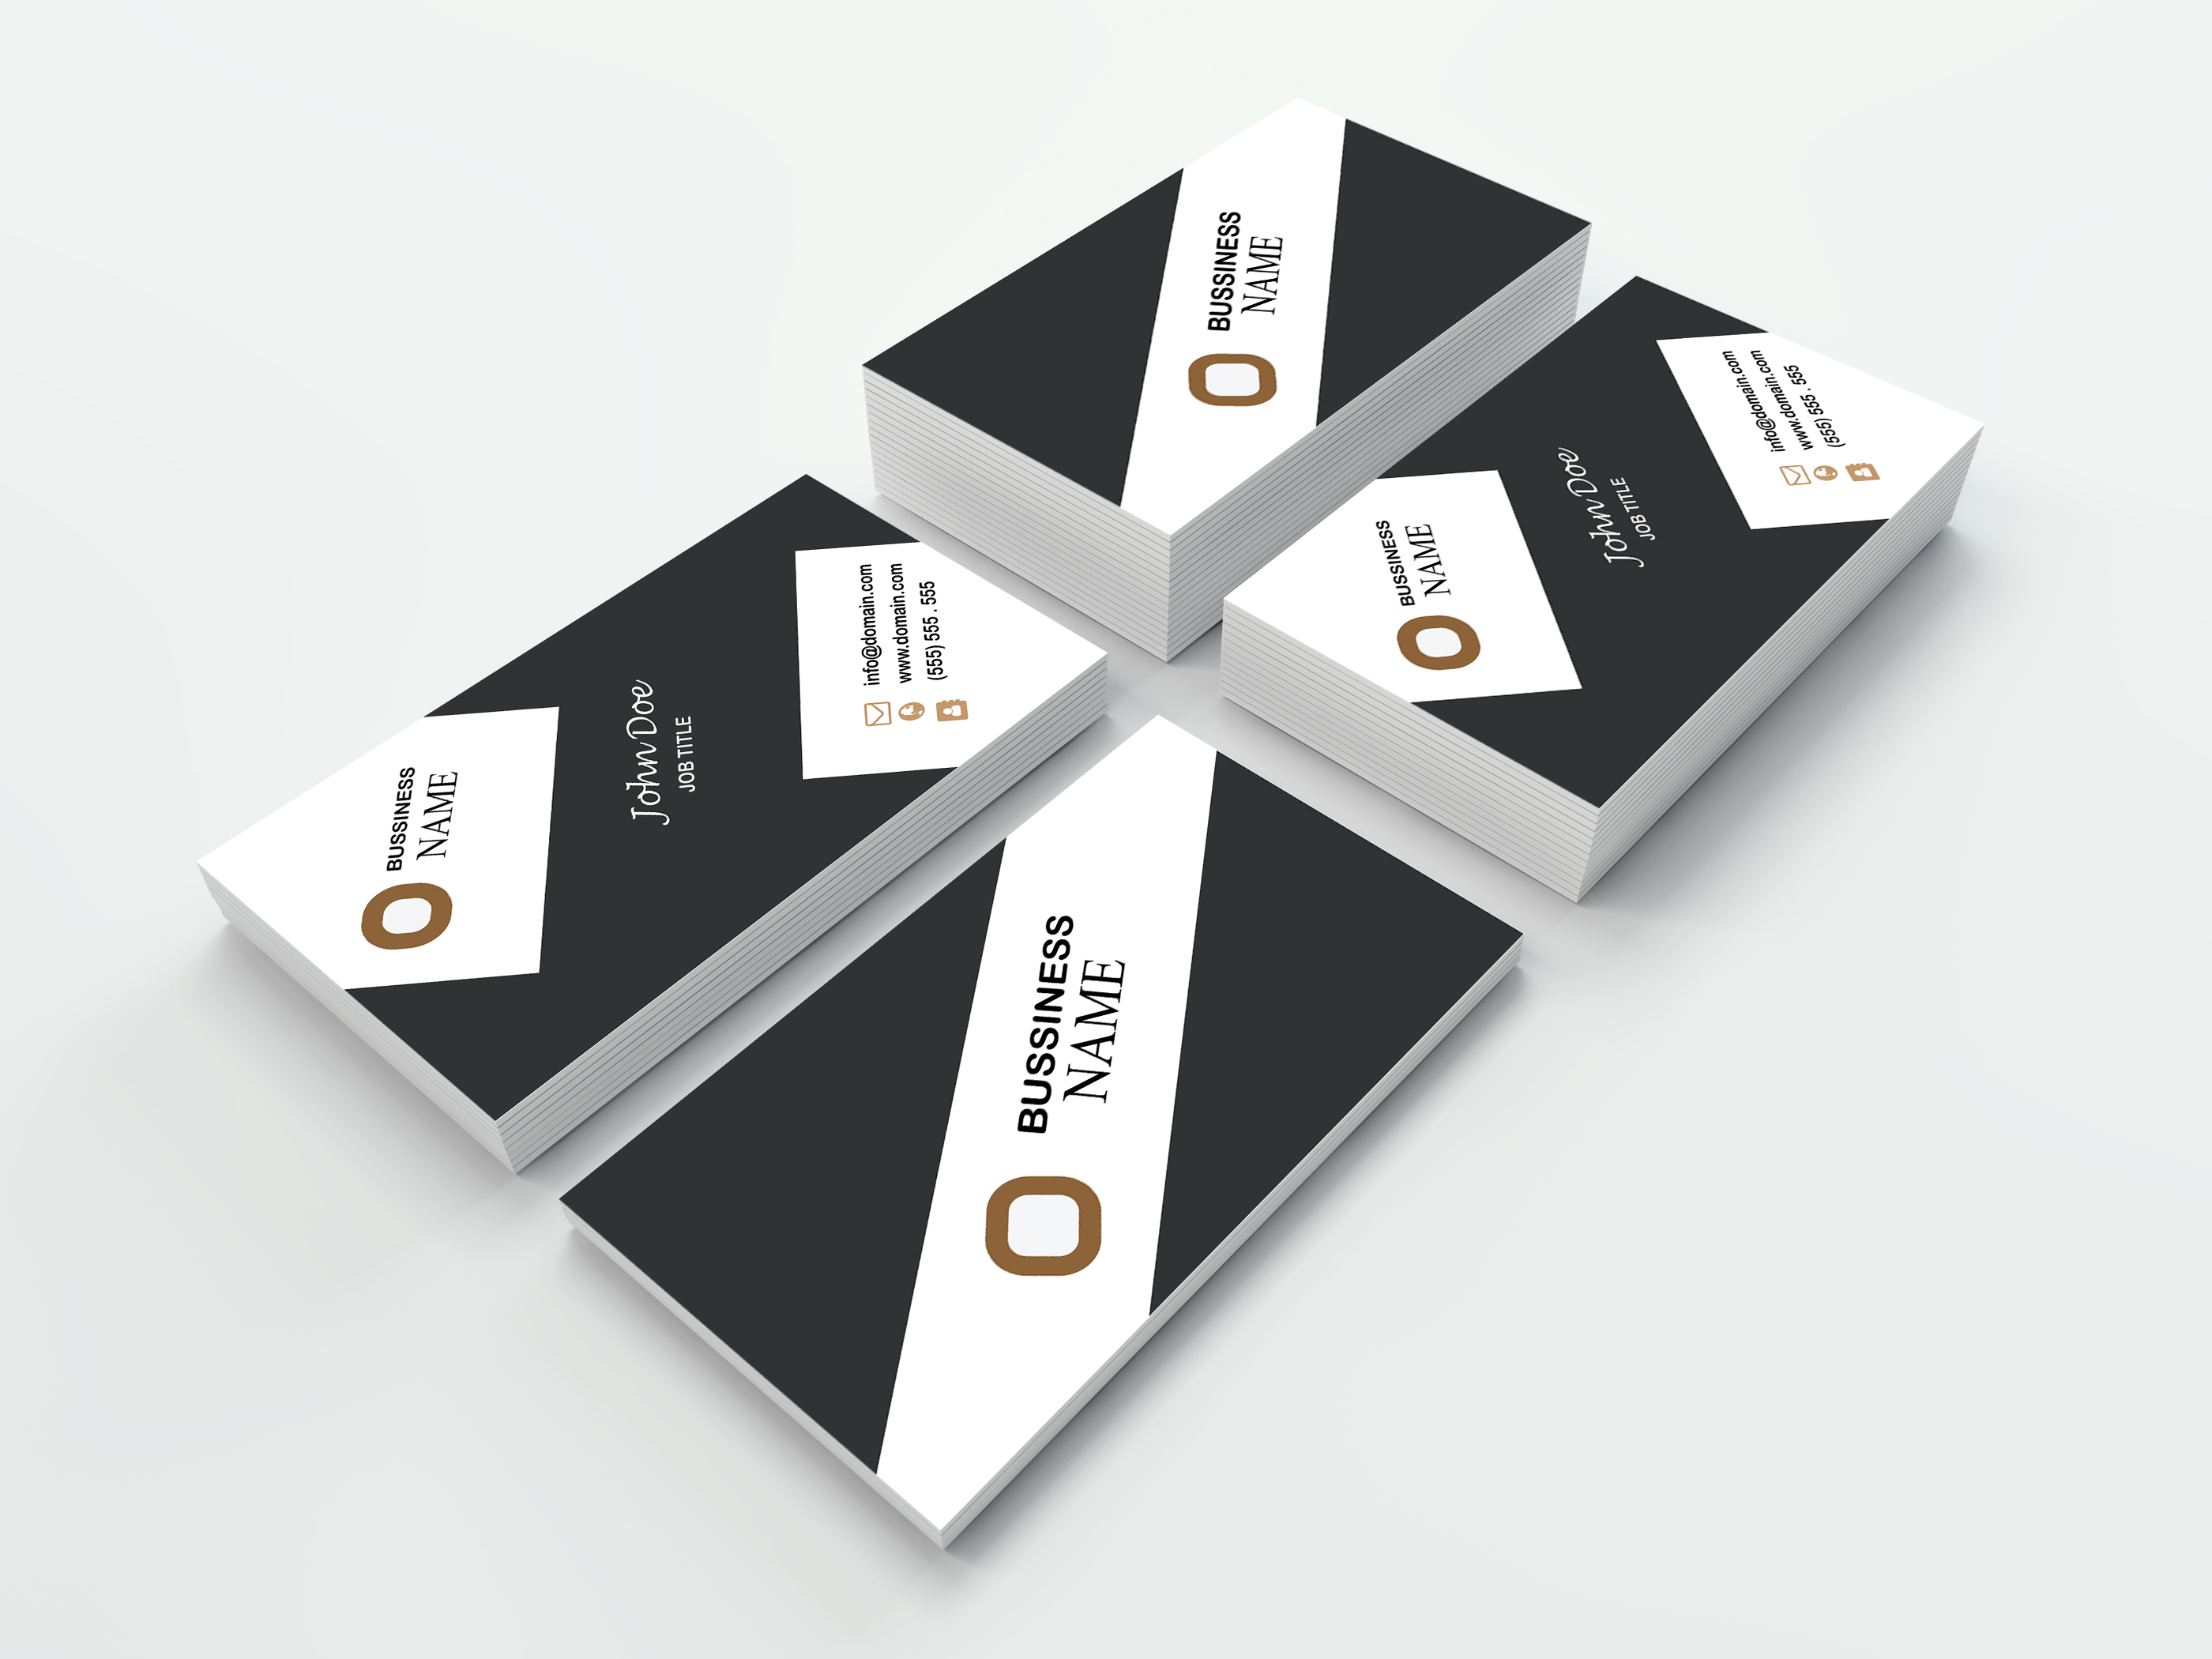 BUSSINESS
NAME
info@domain.com
www.domain.com
(555) 555 . 555
John Doe
JOB TITLE
BUSSINESS
NAME
info@domain.com
www.domain.com
(555) 555 . 555
John Doe
JOB TITLE
BUSSINESS
NAME
BUSSINESS
NAME